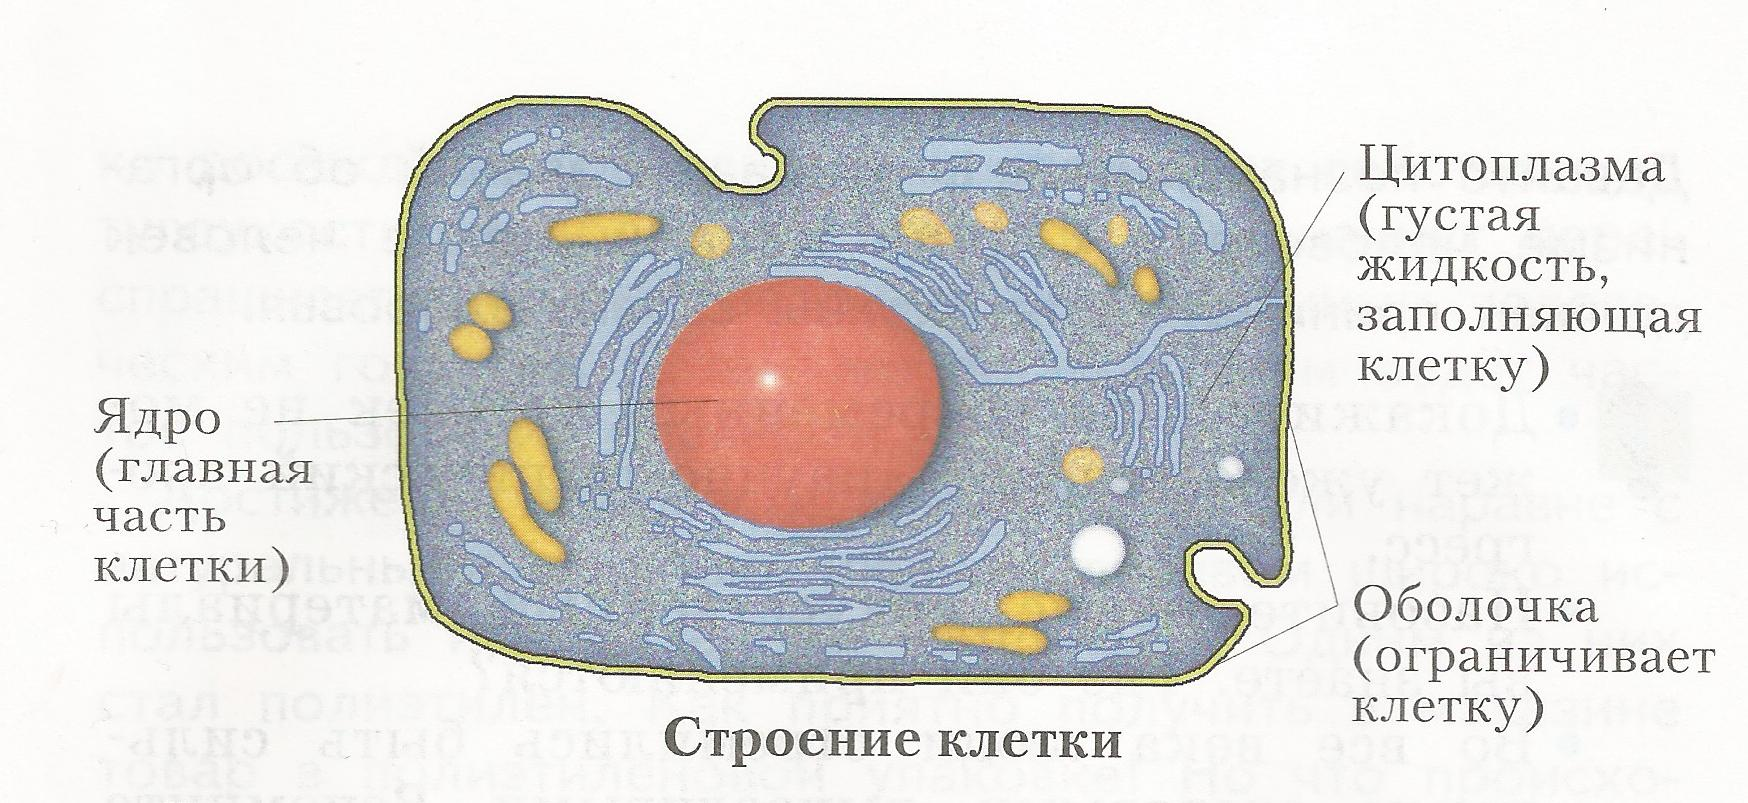 Цитоплазма
(густая
жидкость,
заполняющая
клетку)
Ядро
(главная
часть
клетки)
Оболочка
(ограничивает
клетку)
Строение клетки